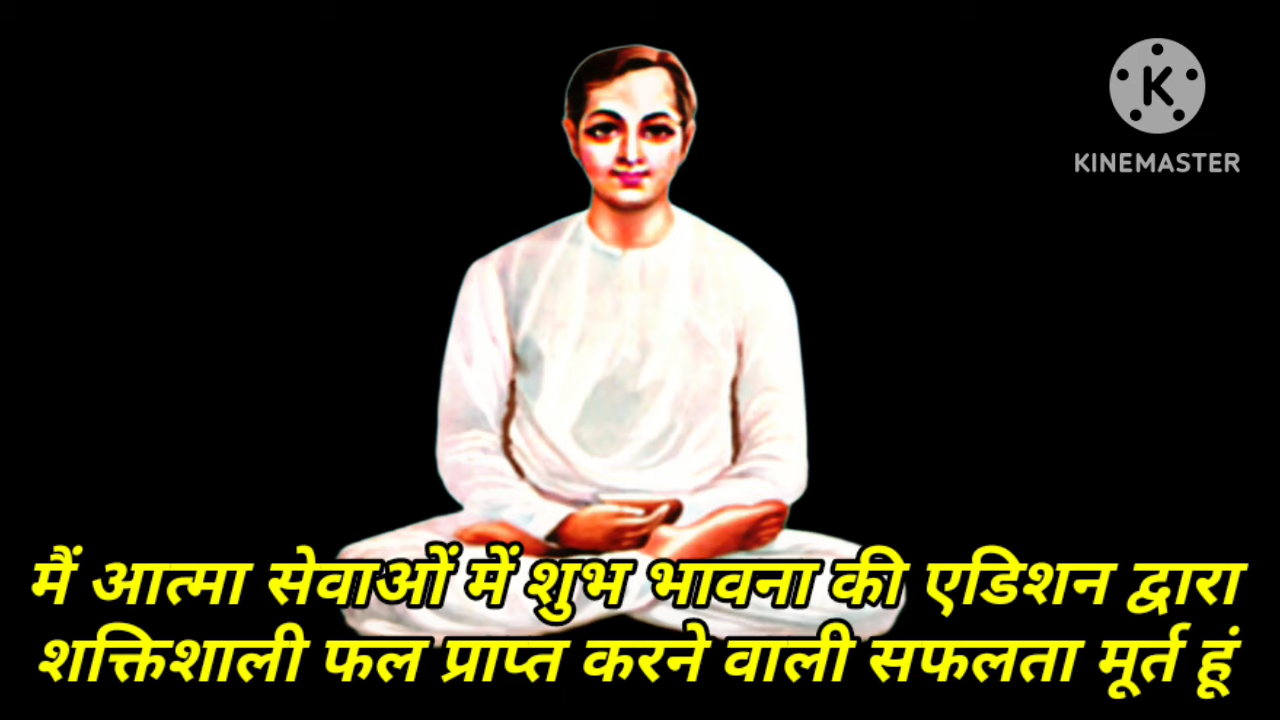 K
KINEMASTER
मैं आत्मा सेवाओं में शुभ भावना की एडिशन द्वारा
शक्तिशाली फल प्राप्त करने वाली सफलता मूर्त हूं